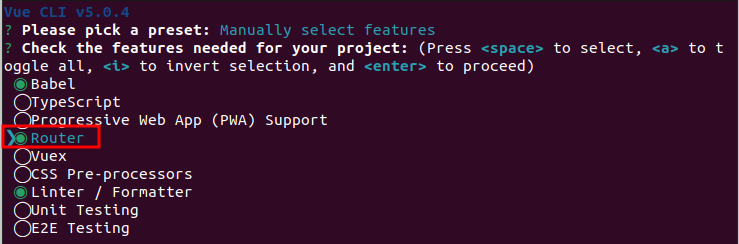 Vue CLI v5.0.4
? Please pick a preset: Manually select features
? Check the features needed for your project: (Press <space> to select, <a> to t
oggle all, <i> to invert selection, and <enter> to proceed)
◉ Babel
◯ TypeScript
◯ Progressive Web App (PWA) Support
❯◉ Router
◯ Vuex
◯ CSS Pre-processors
◉ Linter / Formatter
◯ Unit Testing
◯ E2E Testing